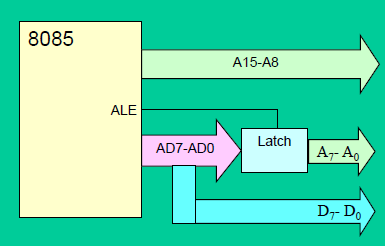 8085
A15-A8
ALE
AD7-AD0
Latch
A7- A0
D7- D0